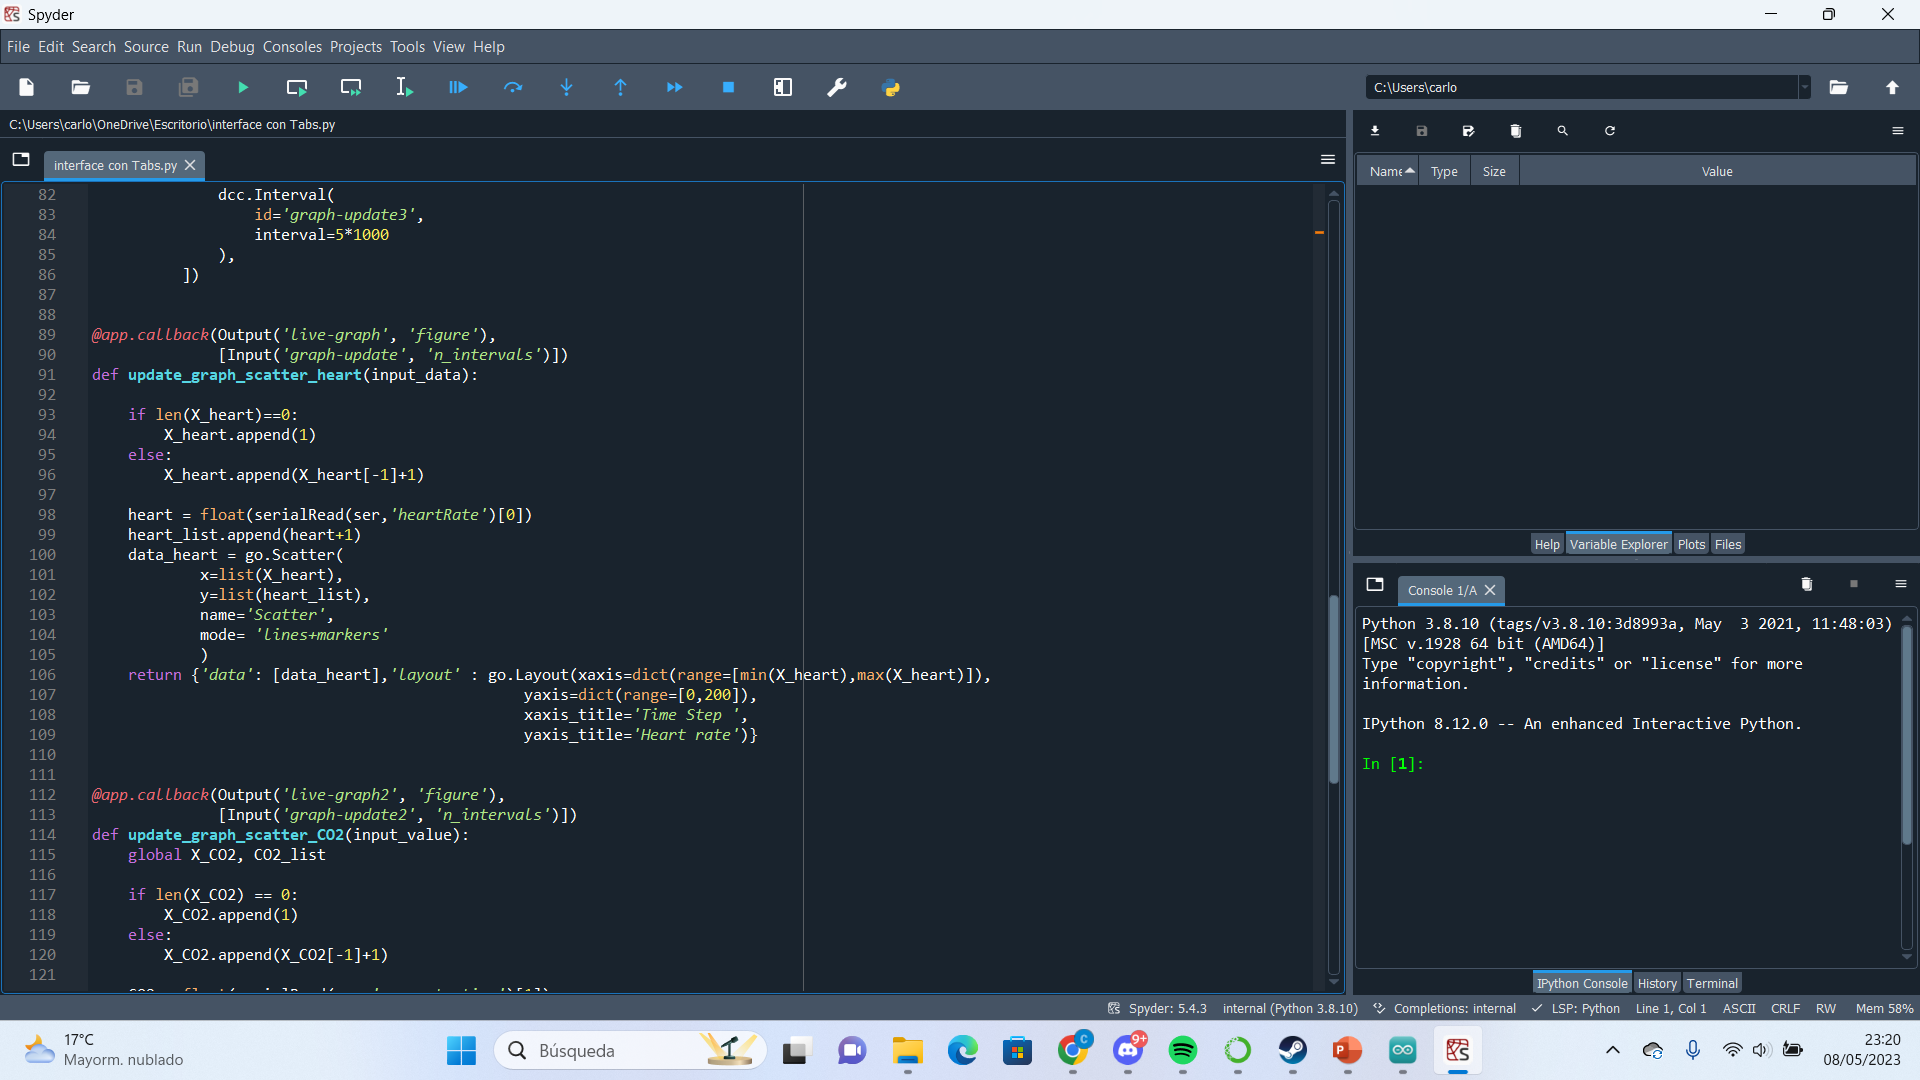 Spyder
File Edit Search Source Run Debug Consoles Projects Tools View Help
C:\Users\carlo
C:\Users\carlo\OneDrive\Escritorio\interface con Tabs.py
interface con Tabs.py
82 dcc.Interval(
83 id='graph-update3',
84 interval=5*1000
85 ),
86 ])
87
88
89 @app.callback(Output('live-graph', 'figure'),
90 [Input('graph-update', 'n_intervals')])
91 def update_graph_scatter_heart(input_data):
92
93 if len(X_heart)==0:
94 X_heart.append(1)
95 else:
96 X_heart.append(X_heart[-1]+1)
97
98 heart = float(serialRead(ser,'heartRate')[0])
99 heart_list.append(heart+1)
100 data_heart = go.Scatter(
101 x=list(X_heart),
102 y=list(heart_list),
103 name='Scatter',
104 mode= 'lines+markers'
105 )
106 return {'data': [data_heart],'layout' : go.Layout(xaxis=dict(range=[min(X_heart),max(X_heart)]),
107 yaxis=dict(range=[0,200]),
108 xaxis_title='Time Step ',
109 yaxis_title='Heart rate')}
110
111
112 @app.callback(Output('live-graph2', 'figure'),
113 [Input('graph-update2', 'n_intervals')])
114 def update_graph_scatter_CO2(input_value):
115 global X_CO2, CO2_list
116
117 if len(X_CO2) == 0:
118 X_CO2.append(1)
119 else:
120 X_CO2.append(X_CO2[-1]+1)
121
Name Type Size Value
Help Variable Explorer Plots Files
Console 1/A
Python 3.8.10 (tags/v3.8.10:3d8993a, May  3 2021, 11:48:03)
[MSC v.1928 64 bit (AMD64)]
Type "copyright", "credits" or "license" for more
information.
IPython 8.12.0 -- An enhanced Interactive Python.
In [1]:
IPython Console History Terminal
Spyder: 5.4.3 internal (Python 3.8.10) Completions: internal LSP: Python Line 1, Col 1 ASCII CRLF RW Mem 58%
17°C
Mayorm. nublado
Búsqueda
C
9+
23:20
08/05/2023